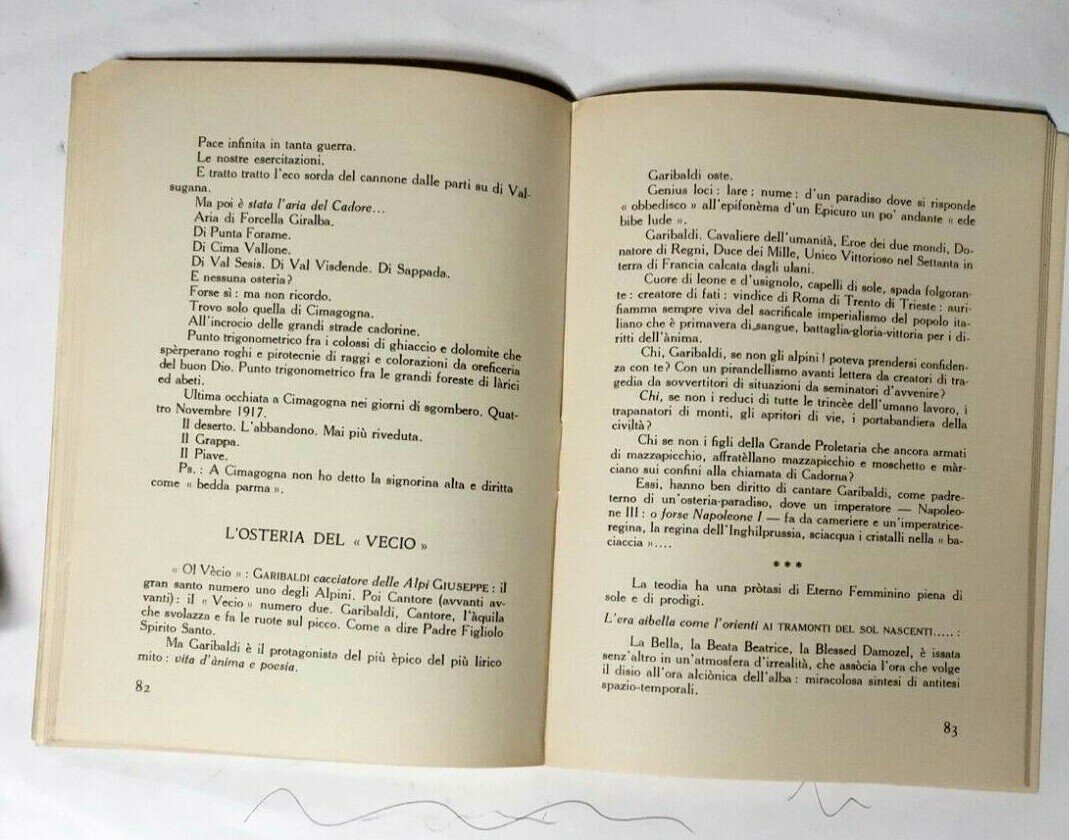 Pace infinita in tanta guerra.
Le nostre esercitazioni.
E tratto tratto l'eco sorda del cannone dalle parti su di Val-
sugana.
Ma poi è stata l'aria del Cadore...
Aria di Forcella Giralba.
Di Punta Forame.
Di Cima Vallone.
Di Val Sesis. Di Val Visdende. Di Sappada.
E nessuna osteria?
Forse sì : ma non ricordo.
Trovo solo quella di Cimagogna.
All'incrocio delle grandi strade cadorine.
Punto trigonometrico fra i colossi di ghiaccio e dolomite che
spèrperano roghi e pirotecnie di raggi e colorazioni da oreficeria
del buon Dio. Punto trigonometrico fra le grandi foreste di làrici
ed abeti.
Ultima occhiata a Cimagogna nei giorni di sgombero. Quat-
tro Novembre 1917.
Il deserto. L'abbandono. Mai più riveduta.
Il Grappa.
Il Piave.
Ps. : A Cimagogna non ho detto la signorina alta e diritta
come « bedda parma ».
L'OSTERIA DEL « VECIO »
« Ol Vècio » : GARIBALDI cacciatore delle Alpi GIUSEPPE : il
gran santo numero uno degli Alpini. Poi Cantore (avvanti av-
vanti) : il « Vecio » numero due. Garibaldi, Cantore, l'àquila
che svolazza e fa le ruote sul picco. Come a dire Padre Figliolo
Spirito Santo.
Ma Garibaldi è il protagonista del più èpico del più lirico
mito : vita d'ànima e poesia.
82
Garibaldi oste.
Genius loci : lare : nume : d'un paradiso dove si risponde
« obbedisco » all'epifonèma d'un Epicuro un po' andante « ede
bibe lude ».
Garibaldi. Cavaliere dell'umanità, Eroe dei due mondi, Do-
natore di Regni, Duce dei Mille, Unico Vittorioso nel Settanta in
terra di Francia calcata dagli ulani.
Cuore di leone e d'usignolo, capelli di sole, spada folgoran-
te : creatore di fati : vindice di Roma di Trento di Trieste : auri-
fiamma sempre viva del sacrificale imperialismo del popolo ita-
liano che è primavera di sangue, battaglia-gloria-vittoria per i di-
ritti dell'ànima.
Chi, Garibaldi, se non gli alpini ! poteva prendersi confiden-
za con te? Con un pirandellismo avanti lettera da creatori di tra-
gedia da sovvertitori di situazioni da seminatori d'avvenire?
Chi, se non i reduci di tutte le trincèe dell'umano lavoro, i
trapanatori di monti, gli apritori di vie, i portabandiera della
civiltà?
Chi se non i figli della Grande Proletaria che ancora armati
di mazzapicchio, affratèllano mazzapicchio e moschetto e màr-
ciano sui confini alla chiamata di Cadorna?
Essi, hanno ben diritto di cantare Garibaldi, come padre-
terno di un'osteria-paradiso, dove un imperatore — Napoleo-
ne III : o forse Napoleone I — fa da cameriere e un'imperatrice-
regina, la regina dell'Inghilprussia, sciacqua i cristalli nella « ba-
ciaccia »....
* * *
La teodia ha una pròtasi di Eterno Femminino piena di
sole e di prodigi.
L'era aibella come l'orienti AI TRAMONTI DEL SOL NASCENTI..... :
La Bella, la Beata Beatrice, la Blessed Damozel, è issata
senz'altro in un'atmosfera d'irrealità, che assòcia l'ora che volge
il disio all'ora alciònica dell'alba : miracolosa sintesi di antitesi
spazio-temporali.
83